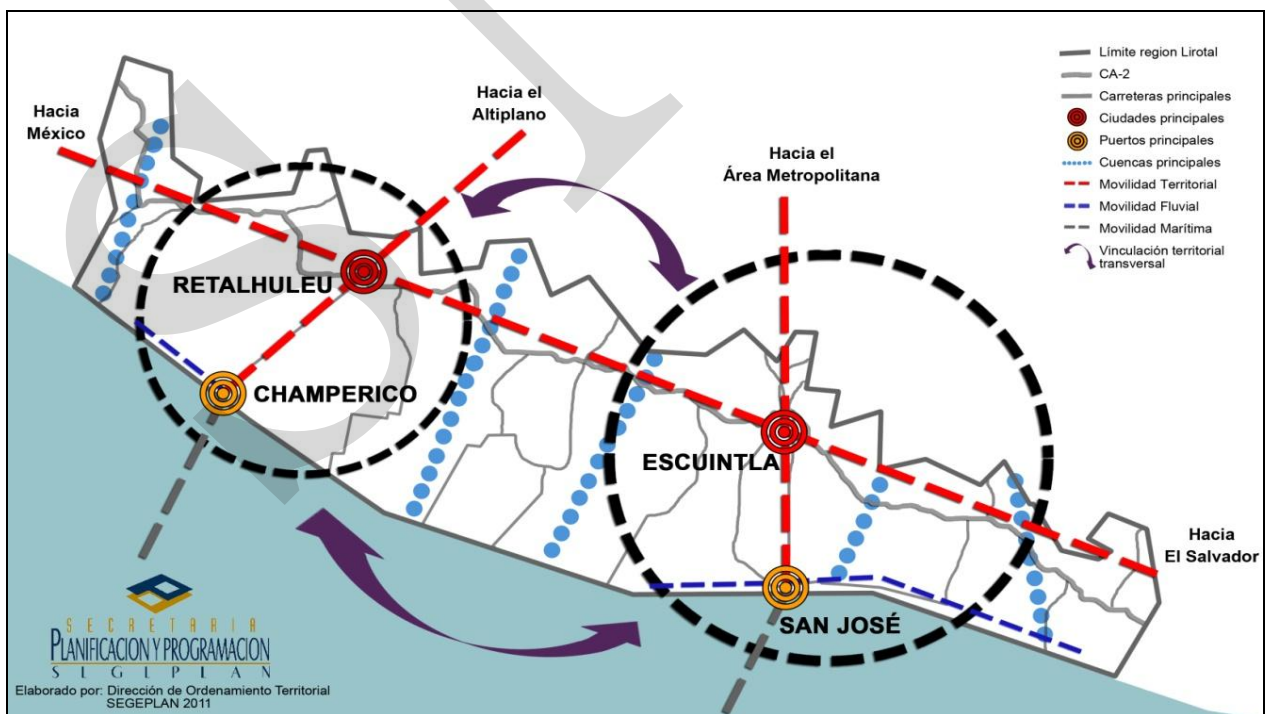 Hacia
México
Hacia el
Altiplano
Hacia el
Área Metropolitana
RETALHULEU
CHAMPERICO
ESCUINTLA
SAN JOSÉ
Hacia
El Salvador
Límite region Lirotal
CA-2
Carreteras principales
Ciudades principales
Puertos principales
Cuencas principales
Movilidad Territorial
Movilidad Fluvial
Movilidad Marítima
Vinculación territorial
transversal
SECRETARIA
PLANIFICACION Y PROGRAMACION
SEGEPLAN
Elaborado por: Dirección de Ordenamiento Territorial
SEGEPLAN 2011